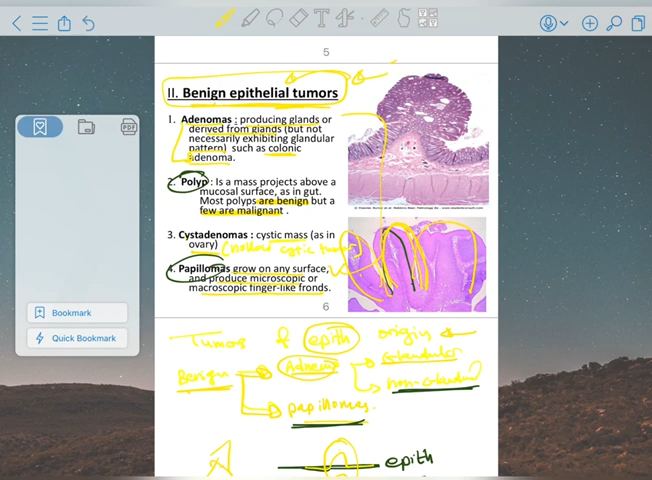 5
II. Benign epithelial tumors
1. Adenomas : producing glands or
derived from glands (but not
necessarily exhibiting glandular
pattern) such as colonic
adenoma.
2. Polyp : Is a mass projects above a
mucosal surface, as in gut.
Most polyps are benign but a
few are malignant .
3. Cystadenomas : cystic mass (as in
ovary) (hollow cystic
4. Papillomas grow on any surface,
and produce microscopic or
macroscopic finger-like fronds.
6
Tumors of epith origin
Benign
Glandular
non-Glandular
papillomas.
epith
PDF
Bookmark
Quick Bookmark